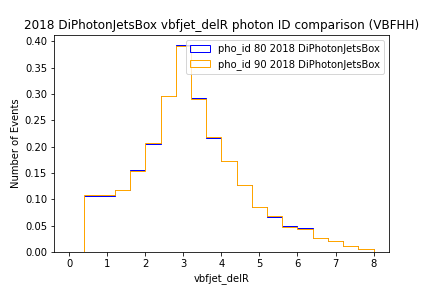 2018 DiPhotonJetsBox vbfjet_delR photon ID comparison (VBFHH)
pho_id 80 2018 DiPhotonJetsBox
pho_id 90 2018 DiPhotonJetsBox
Number of Events
0.40
0.35
0.30
0.25
0.20
0.15
0.10
0.05
0.00
0 1 2 3 4 5 6 7 8
vbfjet_delR